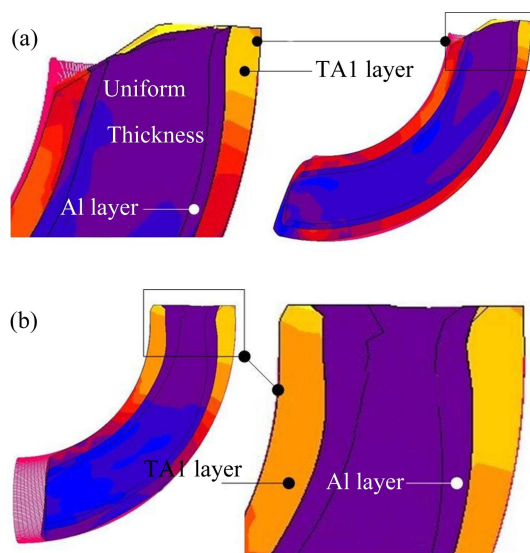 (a)
TA1 layer
Uniform
Thickness
Al layer
(b)
TA1 layer
Al layer